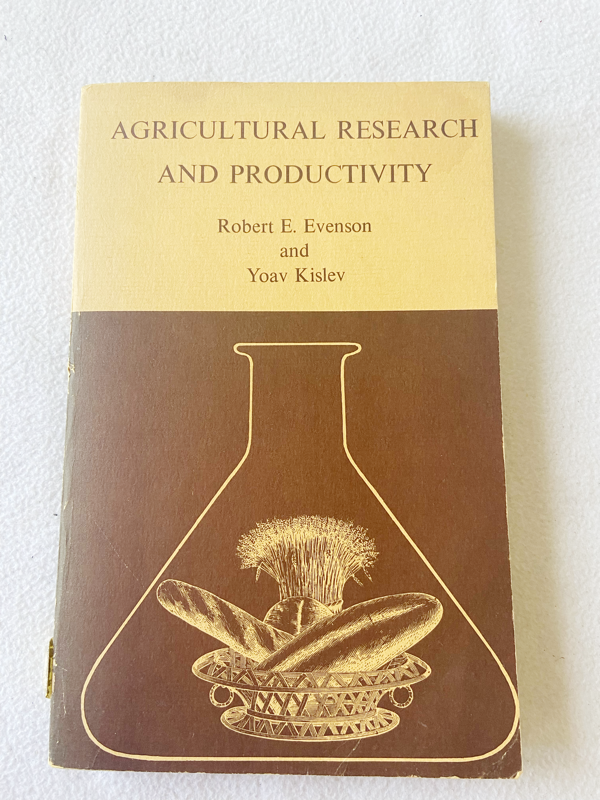 AGRICULTURAL RESEARCH
AND PRODUCTIVITY
Robert E. Evenson
and
Yoav Kislev